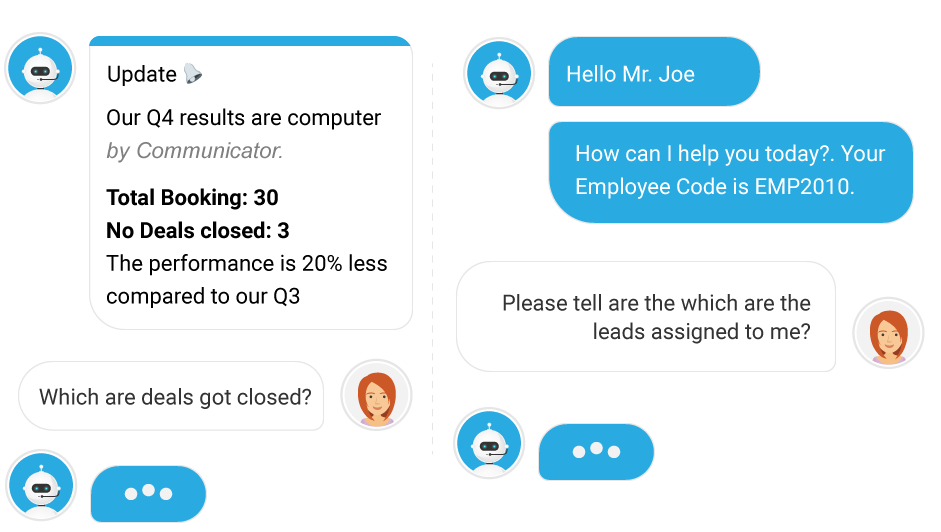 Update
Our Q4 results are computer
by Communicator.
Total Booking: 30
No Deals closed: 3
The performance is 20% less
compared to our Q3
Which are deals got closed?
Hello Mr. Joe
How can I help you today?. Your
Employee Code is EMP2010.
Please tell are the which are the
leads assigned to me?